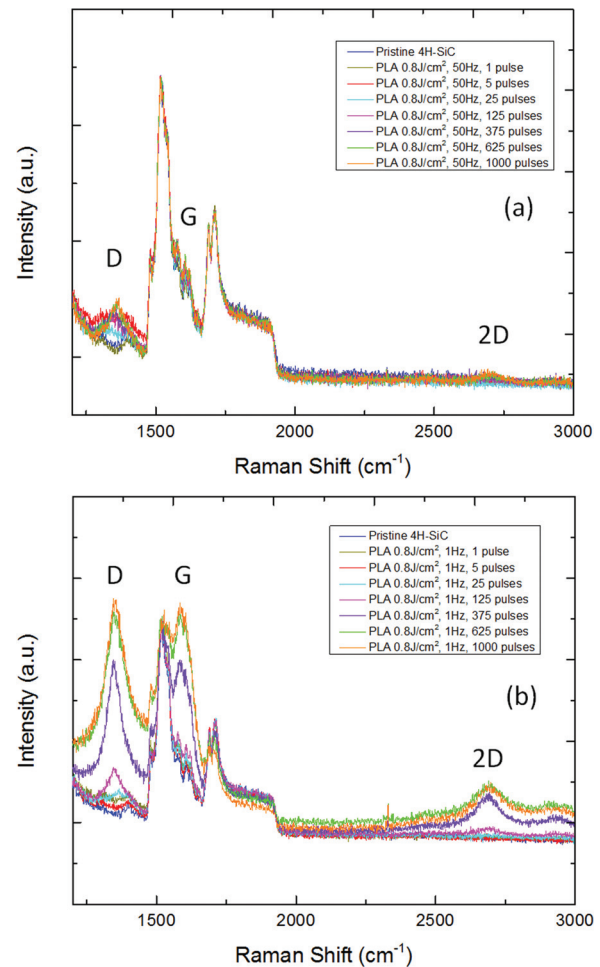 Pristine 4H-SiC
PLA 0.8J/cm², 50Hz, 1 pulse
PLA 0.8J/cm², 50Hz, 5 pulses
PLA 0.8J/cm², 50Hz, 25 pulses
PLA 0.8J/cm², 50Hz, 125 pulses
PLA 0.8J/cm², 50Hz, 375 pulses
PLA 0.8J/cm², 50Hz, 625 pulses
PLA 0.8J/cm², 50Hz, 1000 pulses
(a)
G
D
2D
Intensity (a.u.)
1500 2000 2500 3000
Raman Shift (cm⁻¹)
Pristine 4H-SiC
PLA 0.8J/cm², 1Hz, 1 pulse
PLA 0.8J/cm², 1Hz, 5 pulses
PLA 0.8J/cm², 1Hz, 25 pulses
PLA 0.8J/cm², 1Hz, 125 pulses
PLA 0.8J/cm², 1Hz, 375 pulses
PLA 0.8J/cm², 1Hz, 625 pulses
PLA 0.8J/cm², 1Hz, 1000 pulses
D G
(b)
2D
Intensity (a.u.)
1500 2000 2500 3000
Raman Shift (cm⁻¹)